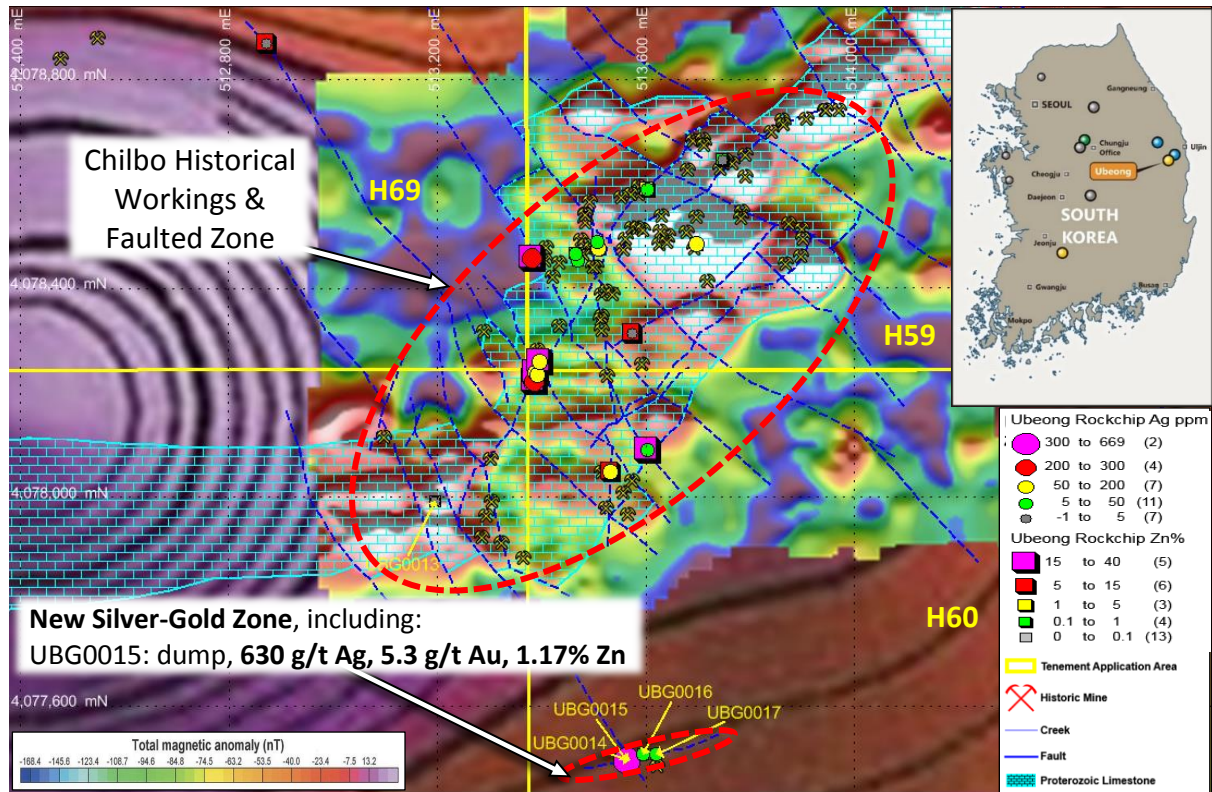 512,400 mE
512,800 mE
513,200 mE
513,600 mE
514,000 mE
4,078,800 mN
Chilbo Historical
Workings &
Faulted Zone
H69
4,078,400 mN
H59
4,078,000 mN
UBG0013
New Silver-Gold Zone, including:
UBG0015: dump, 630 g/t Ag, 5.3 g/t Au, 1.17% Zn
H60
4,077,600 mN
UBG0016
UBG0015
UBG0017
UBG0014
Total magnetic anomaly (nT)
-168.4 -145.6 -123.4 -107.7 -94.6 -84.8 -74.6 -63.2 -52.5 -40.0 -23.4 -7.5 13.2
Gangneung
SEOUL
Chungju
Office
Uljin
Ubeong
Cheogju
Daejeon
SOUTH
KOREA
Jeonju
Gwangju
Busan
Mokpo
Ubeong Rockchip Ag ppm
300 to 669 (2)
200 to 300 (4)
50 to 200 (7)
5 to 50 (11)
-1 to 5 (7)
Ubeong Rockchip Zn%
15 to 40 (5)
5 to 15 (6)
1 to 5 (3)
0.1 to 1 (4)
0 to 0.1 (13)
Tenement Application Area
Historic Mine
Creek
Fault
Proterozoic Limestone